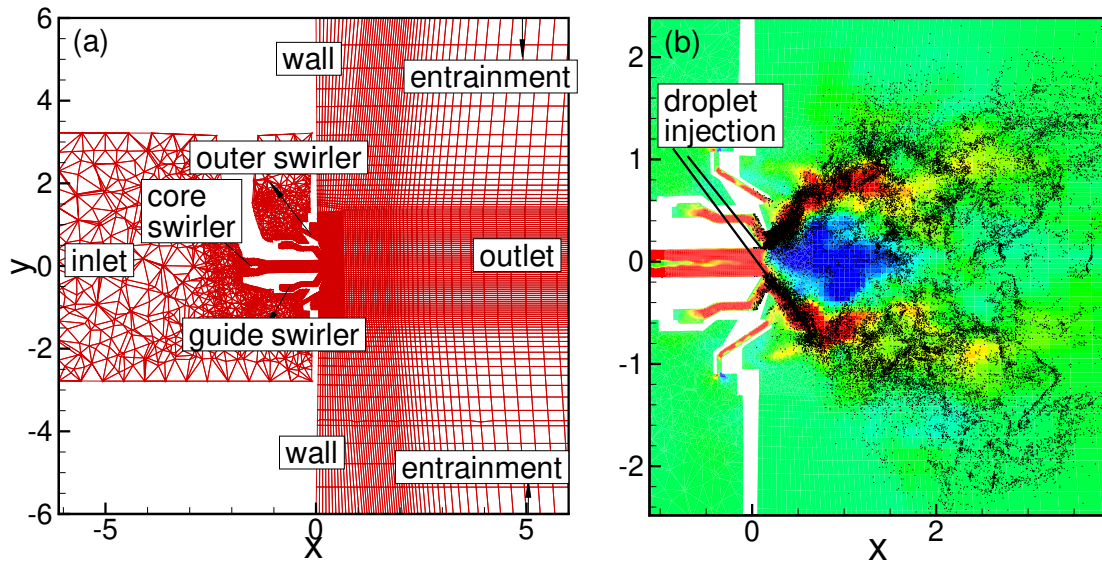 (a)
wall
entrainment
outer swirler
core
swirler
inlet
outlet
guide swirler
wall
entrainment
6
4
2
0
-2
-4
-6
y
-5
0
5
x
(b)
droplet
injection
2
1
0
-1
-2
0
2
x